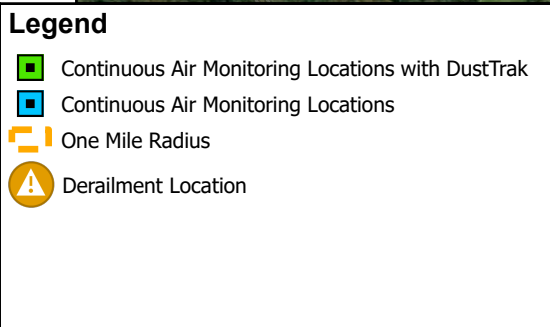 Legend
Continuous Air Monitoring Locations with DustTrak
Continuous Air Monitoring Locations
One Mile Radius
Derailment Location